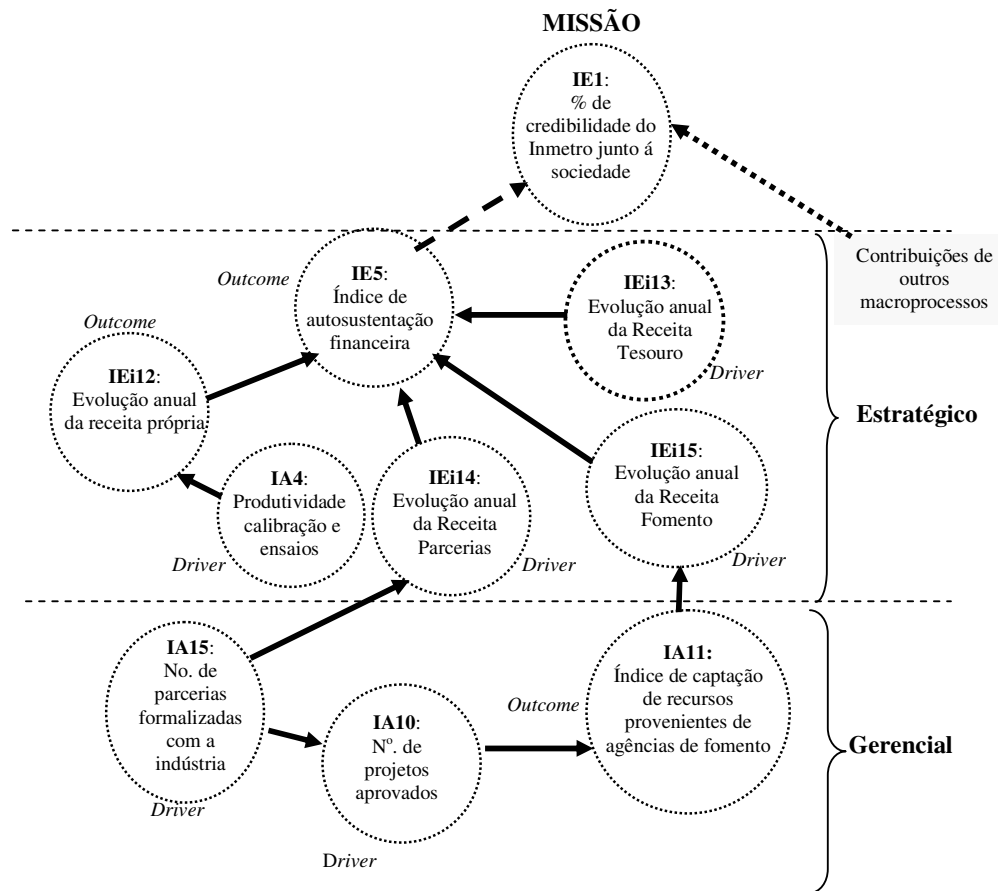 MISSÃO
IE1:
% de
credibilidade do
Inmetro junto á
sociedade
Contribuições de
outros
macroprocessos
Outcome
IE5:
Índice de
autosustentação
financeira
IEi13:
Evolução anual
da Receita
Tesouro
Driver
Outcome
IEi12:
Evolução anual
da receita própria
Estratégico
IA4:
Produtividade
calibração e
ensaios
Driver
IEi14:
Evolução anual
da Receita
Parcerias
Driver
IEi15:
Evolução anual
da Receita
Fomento
Driver
IA15:
No. de
parcerias
formalizadas
com a
indústria
Driver
IA10:
Nº. de
projetos
aprovados
Driver
Outcome
IA11:
Índice de captação
de recursos
provenientes de
agências de fomento
Gerencial